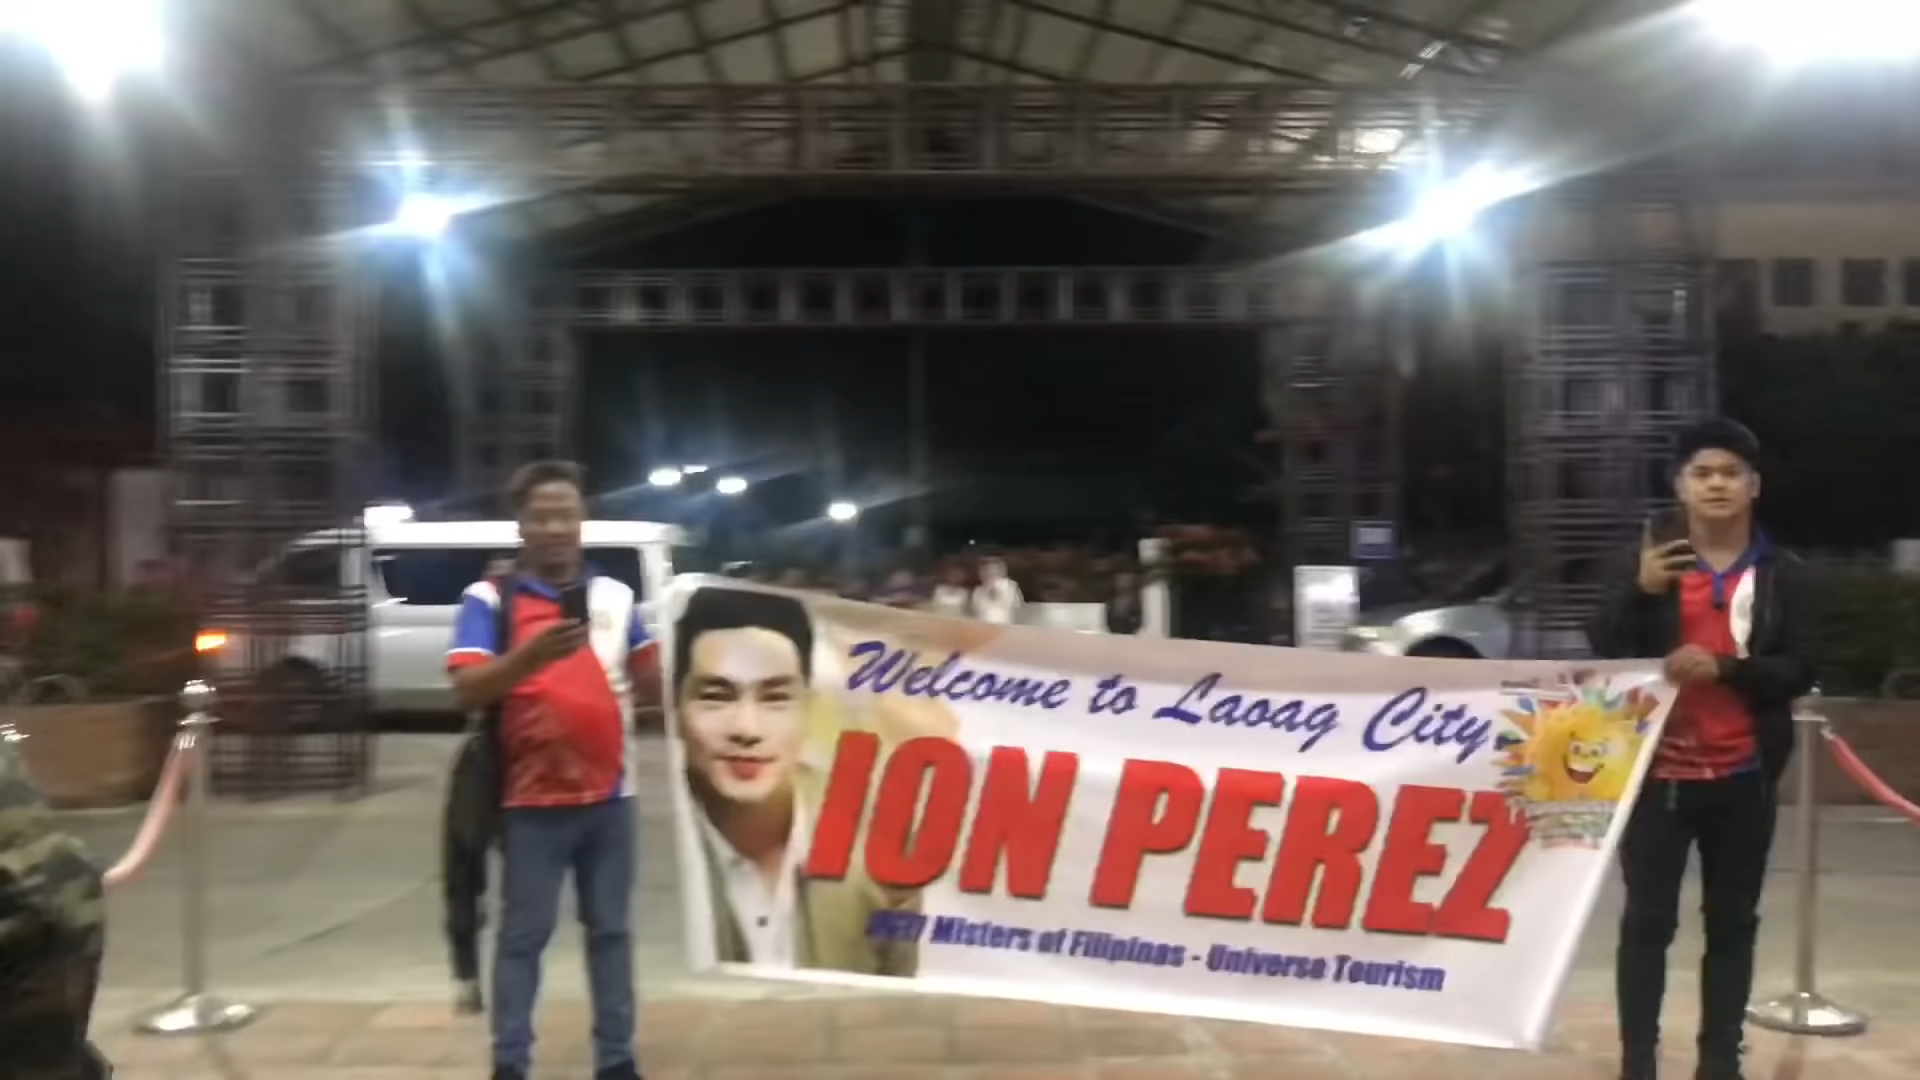 Welcome to Laoag City
ION PEREZ
Misters of Filipinas - Universe Tourism